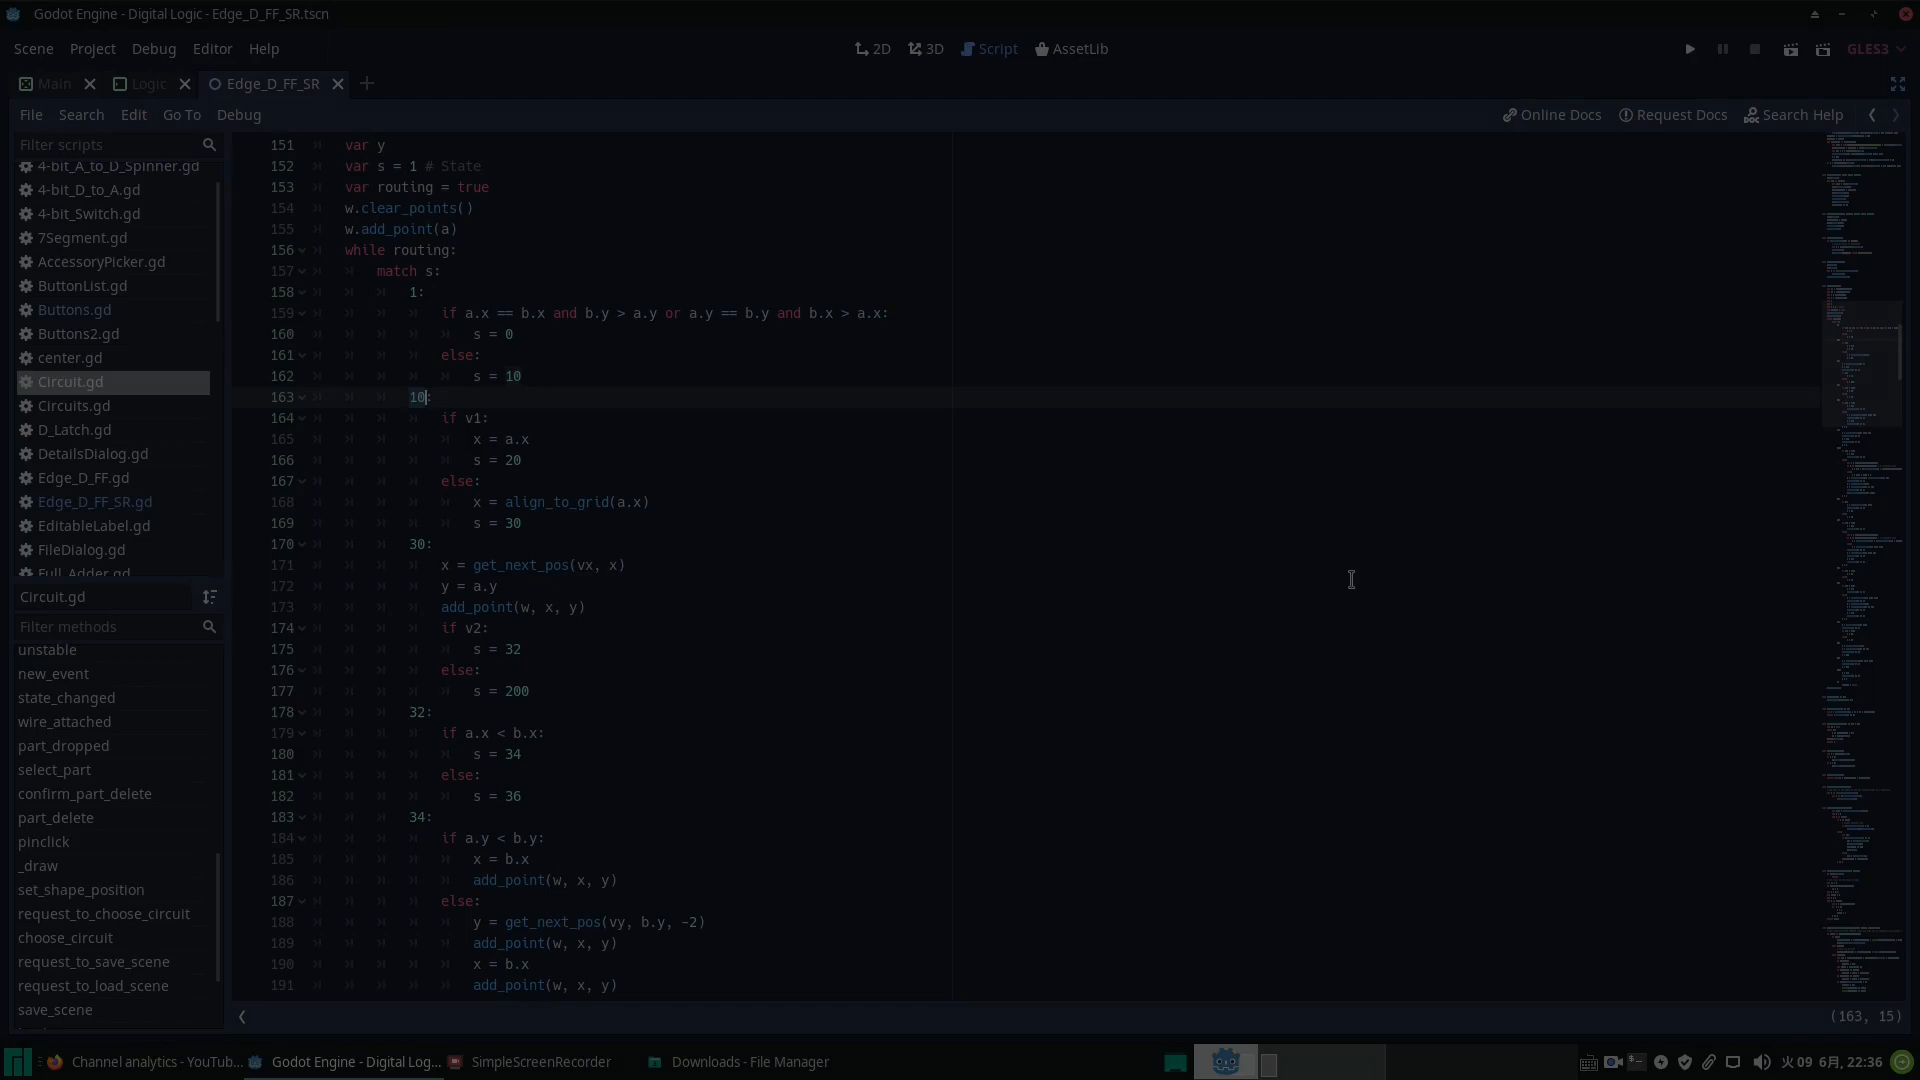 Godot Engine - Digital Logic - Edge_D_FF_SR.tscn
Scene Project Debug Editor Help
2D 3D Script AssetLib
GLES3
Main Logic Edge_D_FF_SR
File Search Edit Go To Debug
Online Docs Request Docs Search Help
Filter scripts
4-bit_A_to_D_Spinner.gd
4-bit_D_to_A.gd
4-bit_Switch.gd
7Segment.gd
AccessoryPicker.gd
ButtonList.gd
Buttons.gd
Buttons2.gd
center.gd
Circuit.gd
Circuits.gd
D_Latch.gd
DetailsDialog.gd
Edge_D_FF.gd
Edge_D_FF_SR.gd
EditableLabel.gd
FileDialog.gd
Full_Adder.gd
Circuit.gd
Filter methods
unstable
new_event
state_changed
wire_attached
part_dropped
select_part
confirm_part_delete
part_delete
pinclick
_draw
set_shape_position
request_to_choose_circuit
choose_circuit
request_to_save_scene
request_to_load_scene
save_scene
151 var y
152 var s = 1 # State
153 var routing = true
154 w.clear_points()
155 w.add_point(a)
156 while routing:
157 match s:
158 1:
159 if a.x == b.x and b.y > a.y or a.y == b.y and b.x > a.x:
160 s = 0
161 else:
162 s = 10
163 10:
164 if v1:
165 x = a.x
166 s = 20
167 else:
168 x = align_to_grid(a.x)
169 s = 30
170 30:
171 x = get_next_pos(vx, x)
172 y = a.y
173 add_point(w, x, y)
174 if v2:
175 s = 32
176 else:
177 s = 200
178 32:
179 if a.x < b.x:
180 s = 34
181 else:
182 s = 36
183 34:
184 if a.y < b.y:
185 x = b.x
186 add_point(w, x, y)
187 else:
188 y = get_next_pos(vy, b.y, -2)
189 add_point(w, x, y)
190 x = b.x
191 add_point(w, x, y)
(163, 15)
Channel analytics - YouTub... Godot Engine - Digital Log... SimpleScreenRecorder Downloads - File Manager
火 09 6月, 22:36